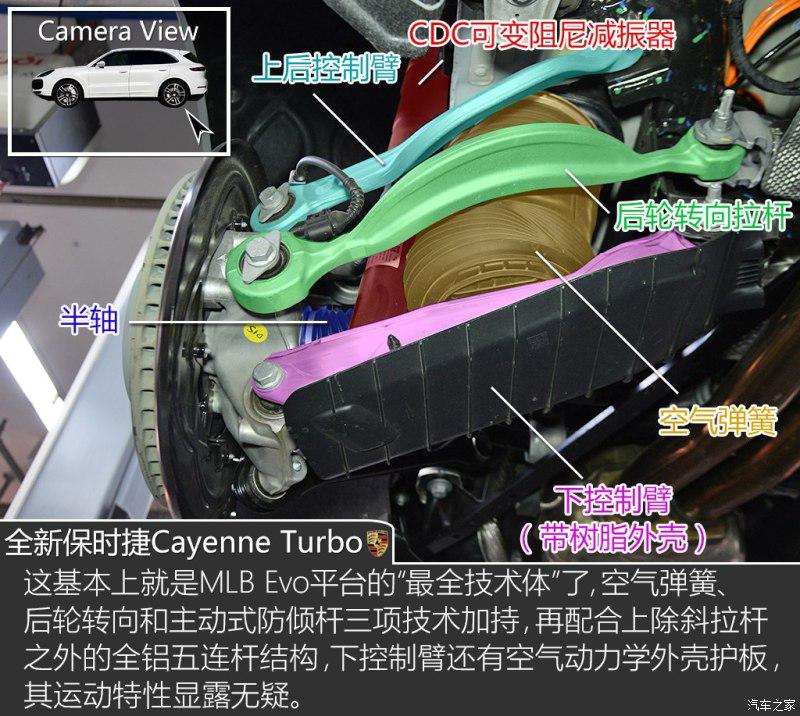 Camera View
CDC可变阻尼减振器
上后控制臂
后轮转向拉杆
半轴
D15
空气弹簧
下控制臂
（带树脂外壳）
全新保时捷Cayenne Turbo
这基本上就是MLB Evo平台的“最全技术体”了，空气弹簧、
后轮转向和主动式防倾杆三项技术加持，再配合上除斜拉杆
之外的全铝五连杆结构，下控制臂还有空气动力学外壳护板，
其运动特性显露无疑。
汽车之家